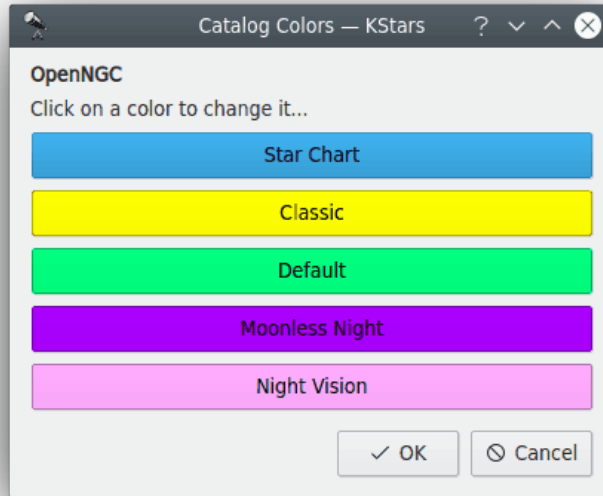 Catalog Colors — KStars
OpenNGC
Click on a color to change it...
Star Chart
Classic
Default
Moonless Night
Night Vision
OK
Cancel